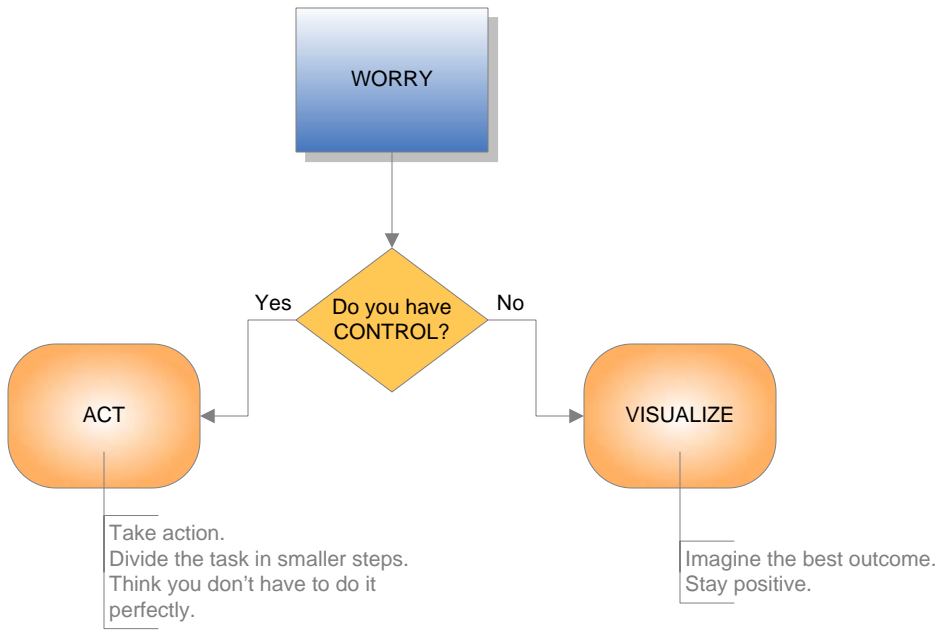 WORRY
Yes
Do you have
CONTROL?
No
ACT
VISUALIZE
Take action.
Divide the task in smaller steps.
Think you don’t have to do it
perfectly.
Imagine the best outcome.
Stay positive.